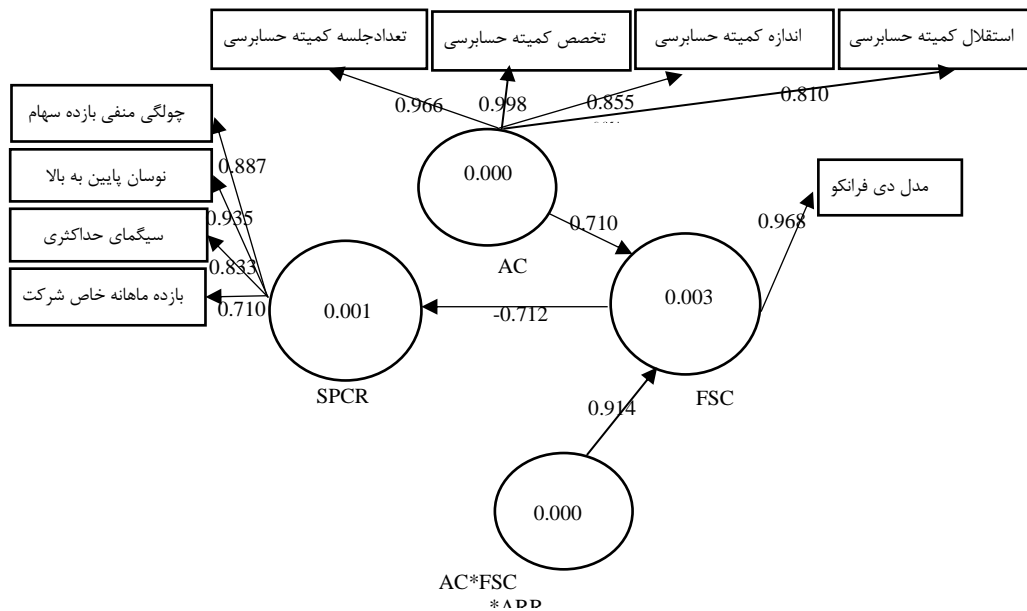 تعدادجلسه کمیته حسابرسی
تخصص کمیته حسابرسی
اندازه کمیته حسابرسی
استقلال کمیته حسابرسی
0.966
0.998
0.855
0.810
چولگی منفی بازده سهام
نوسان پایین به بالا
سیگمای حداکثری
بازده ماهانه خاص شرکت
0.887
0.935
0.833
0.710
0.000
AC
0.710
مدل دی فرانکو
0.968
0.001
SPCR
-0.712
0.003
FSC
0.914
0.000
AC*FSC
*ARR